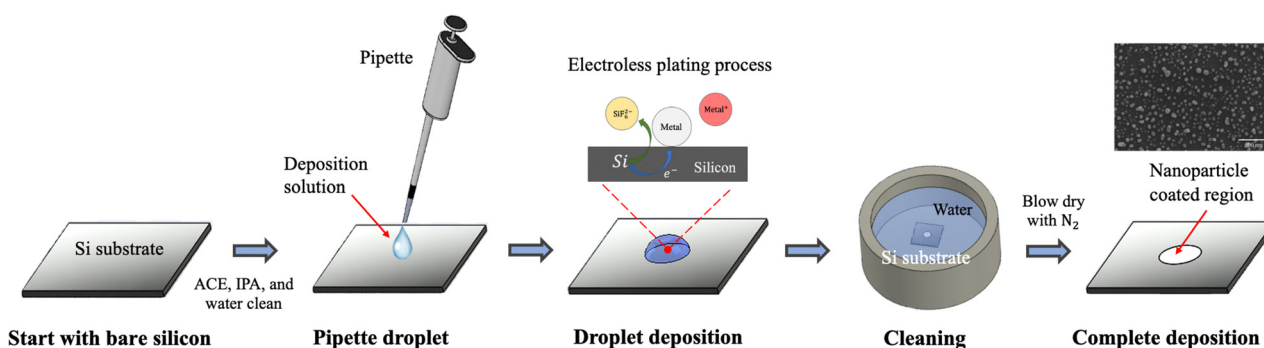 Pipette
Deposition
solution
Si substrate
ACE, IPA, and
water clean
Electroless plating process
SiF₆²⁻
Metal
Metal⁺
Si
e⁻
Silicon
Water
Si substrate
Blow dry
with N₂
Nanoparticle
coated region
Start with bare silicon
Pipette droplet
Droplet deposition
Cleaning
Complete deposition